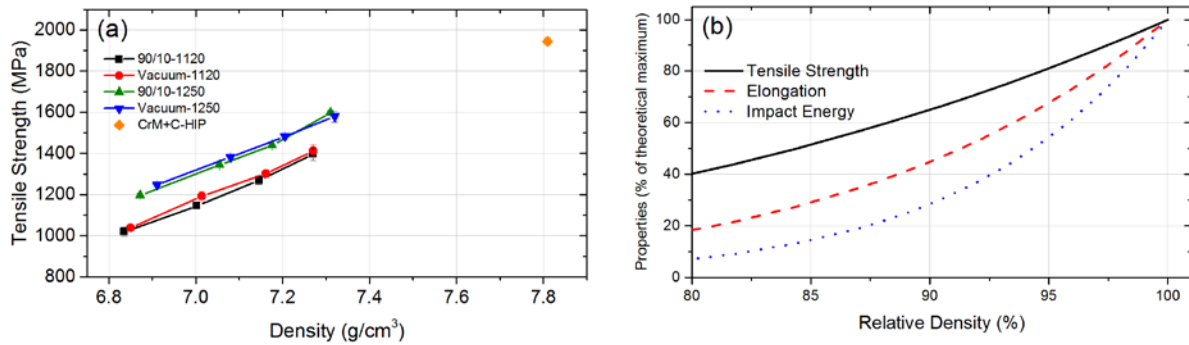 (a)
2000
1800
1600
1400
1200
1000
800
Tensile Strength (MPa)
90/10-1120
Vacuum-1120
90/10-1250
Vacuum-1250
CrM+C-HIP
6.8 7.0 7.2 7.4 7.6 7.8
Density (g/cm³)
(b)
100
80
60
40
20
0
Properties (% of theoretical maximum)
Tensile Strength
Elongation
Impact Energy
80 85 90 95 100
Relative Density (%)